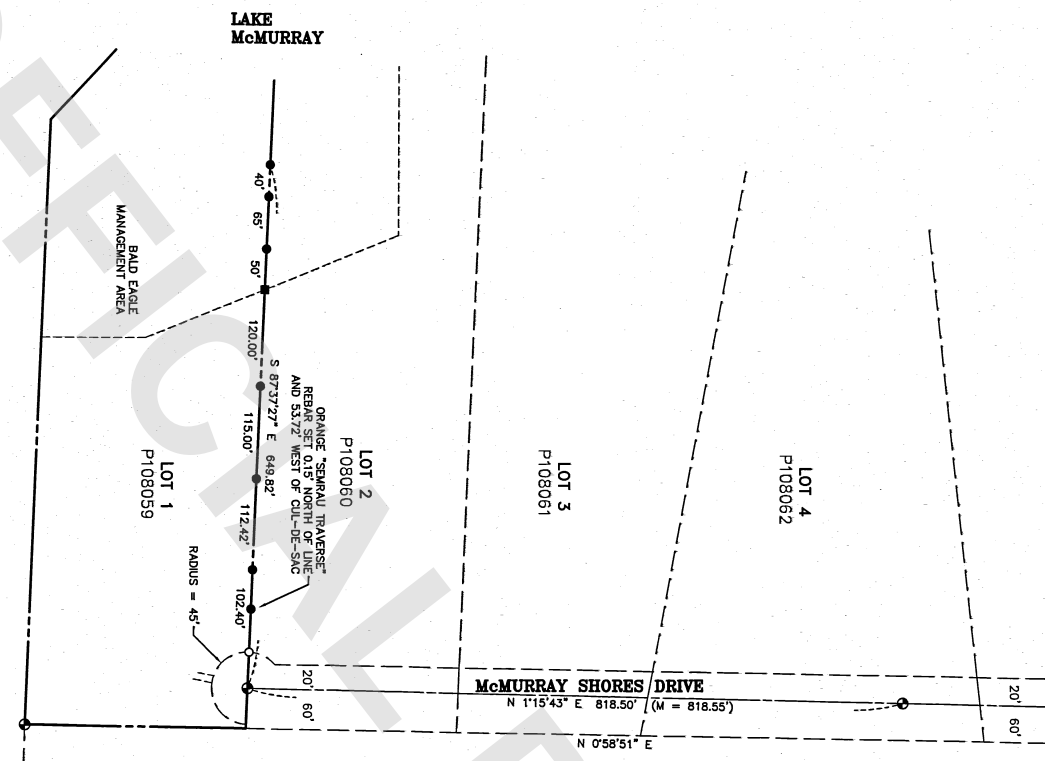 LAKE
McMURRAY
40'
65'
50'
120.00'
115.00'
112.42'
102.40'
S 87°37'27" E 649.82'
ORANGE "SEMRAU TRAVERSE"
REBAR SET 0.15' NORTH OF LINE
AND 53.72' WEST OF CUL-DE-SAC
BALD EAGLE
MANAGEMENT AREA
LOT 1
P108059
LOT 2
P108060
LOT 3
P108061
LOT 4
P108062
RADIUS = 45'
20'
60'
McMURRAY SHORES DRIVE
N 1°15'43" E 818.50' (M = 818.55')
N 0°58'51" E
20'
60'